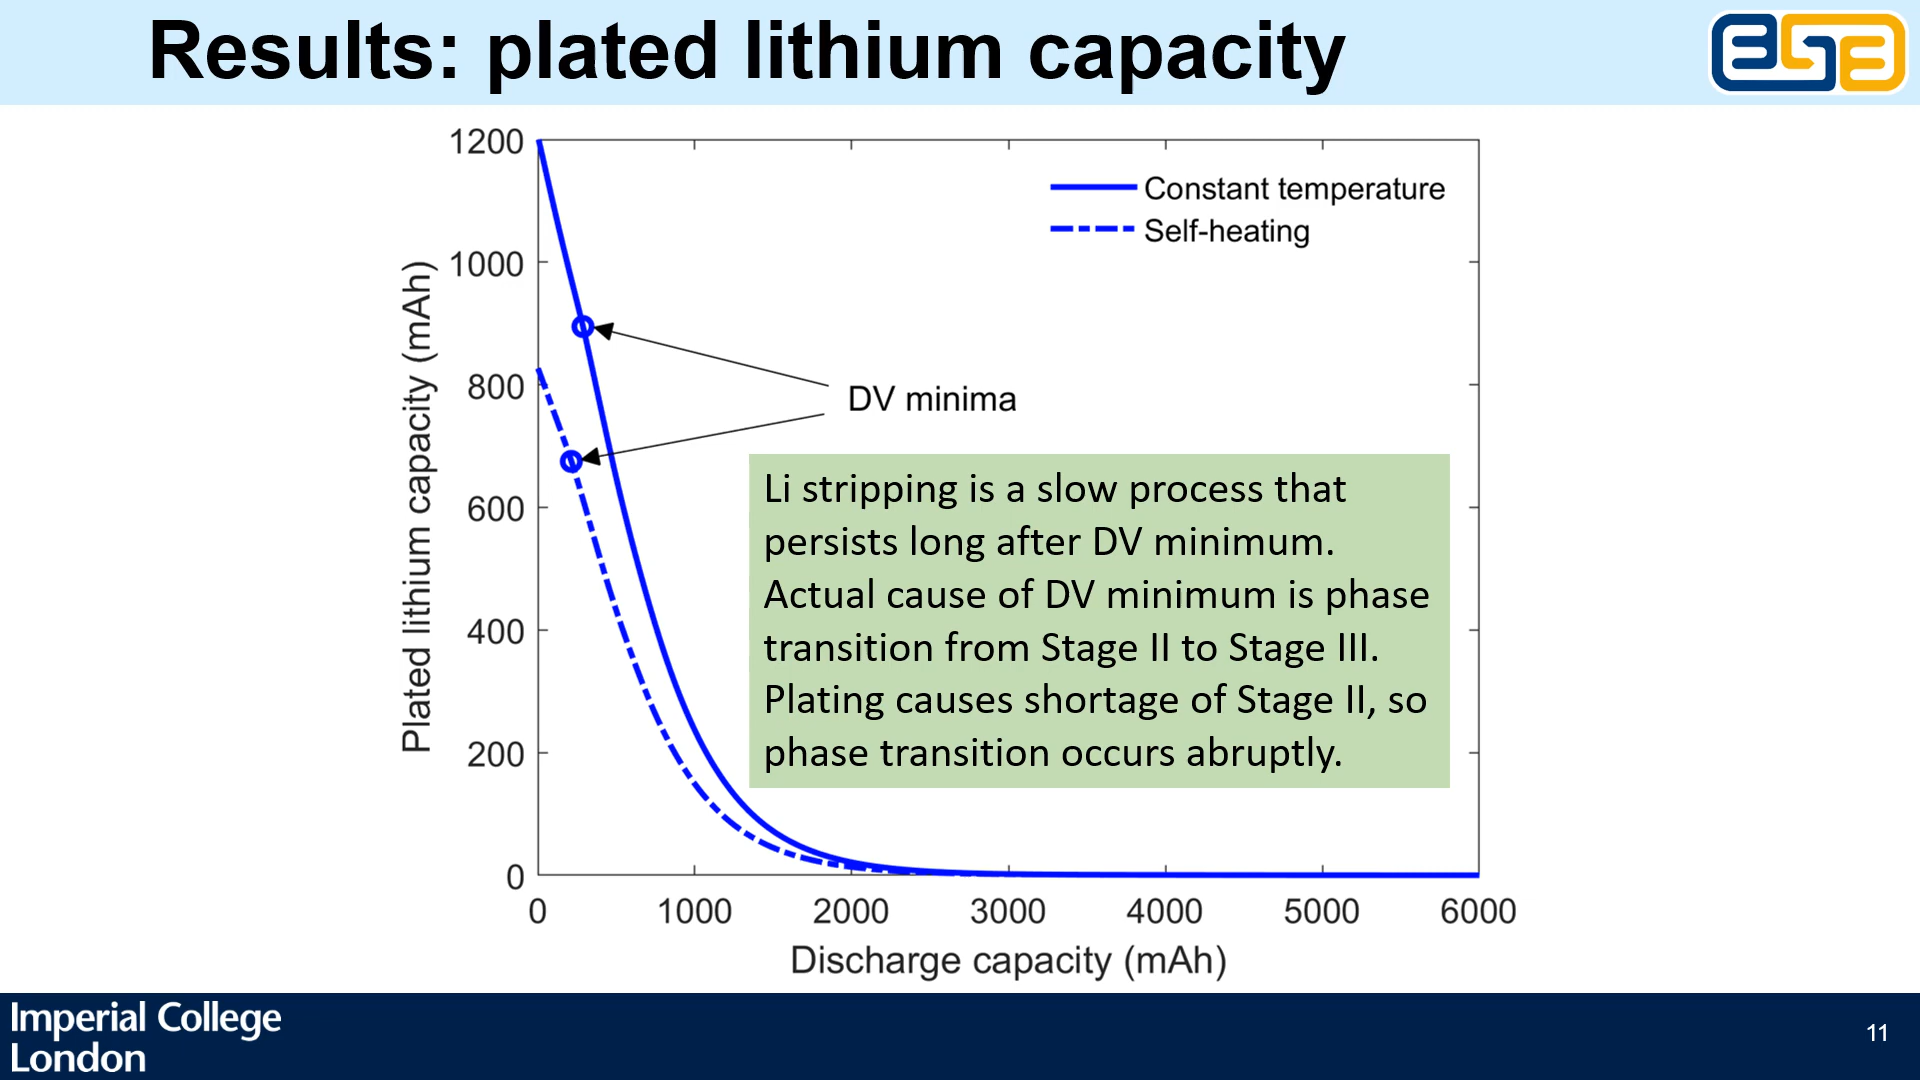 Results: plated lithium capacity
1200
1000
800
600
400
200
0
Plated lithium capacity (mAh)
Constant temperature
Self-heating
DV minima
Li stripping is a slow process that
persists long after DV minimum.
Actual cause of DV minimum is phase
transition from Stage II to Stage III.
Plating causes shortage of Stage II, so
phase transition occurs abruptly.
0 1000 2000 3000 4000 5000 6000
Discharge capacity (mAh)
Imperial College
London
11